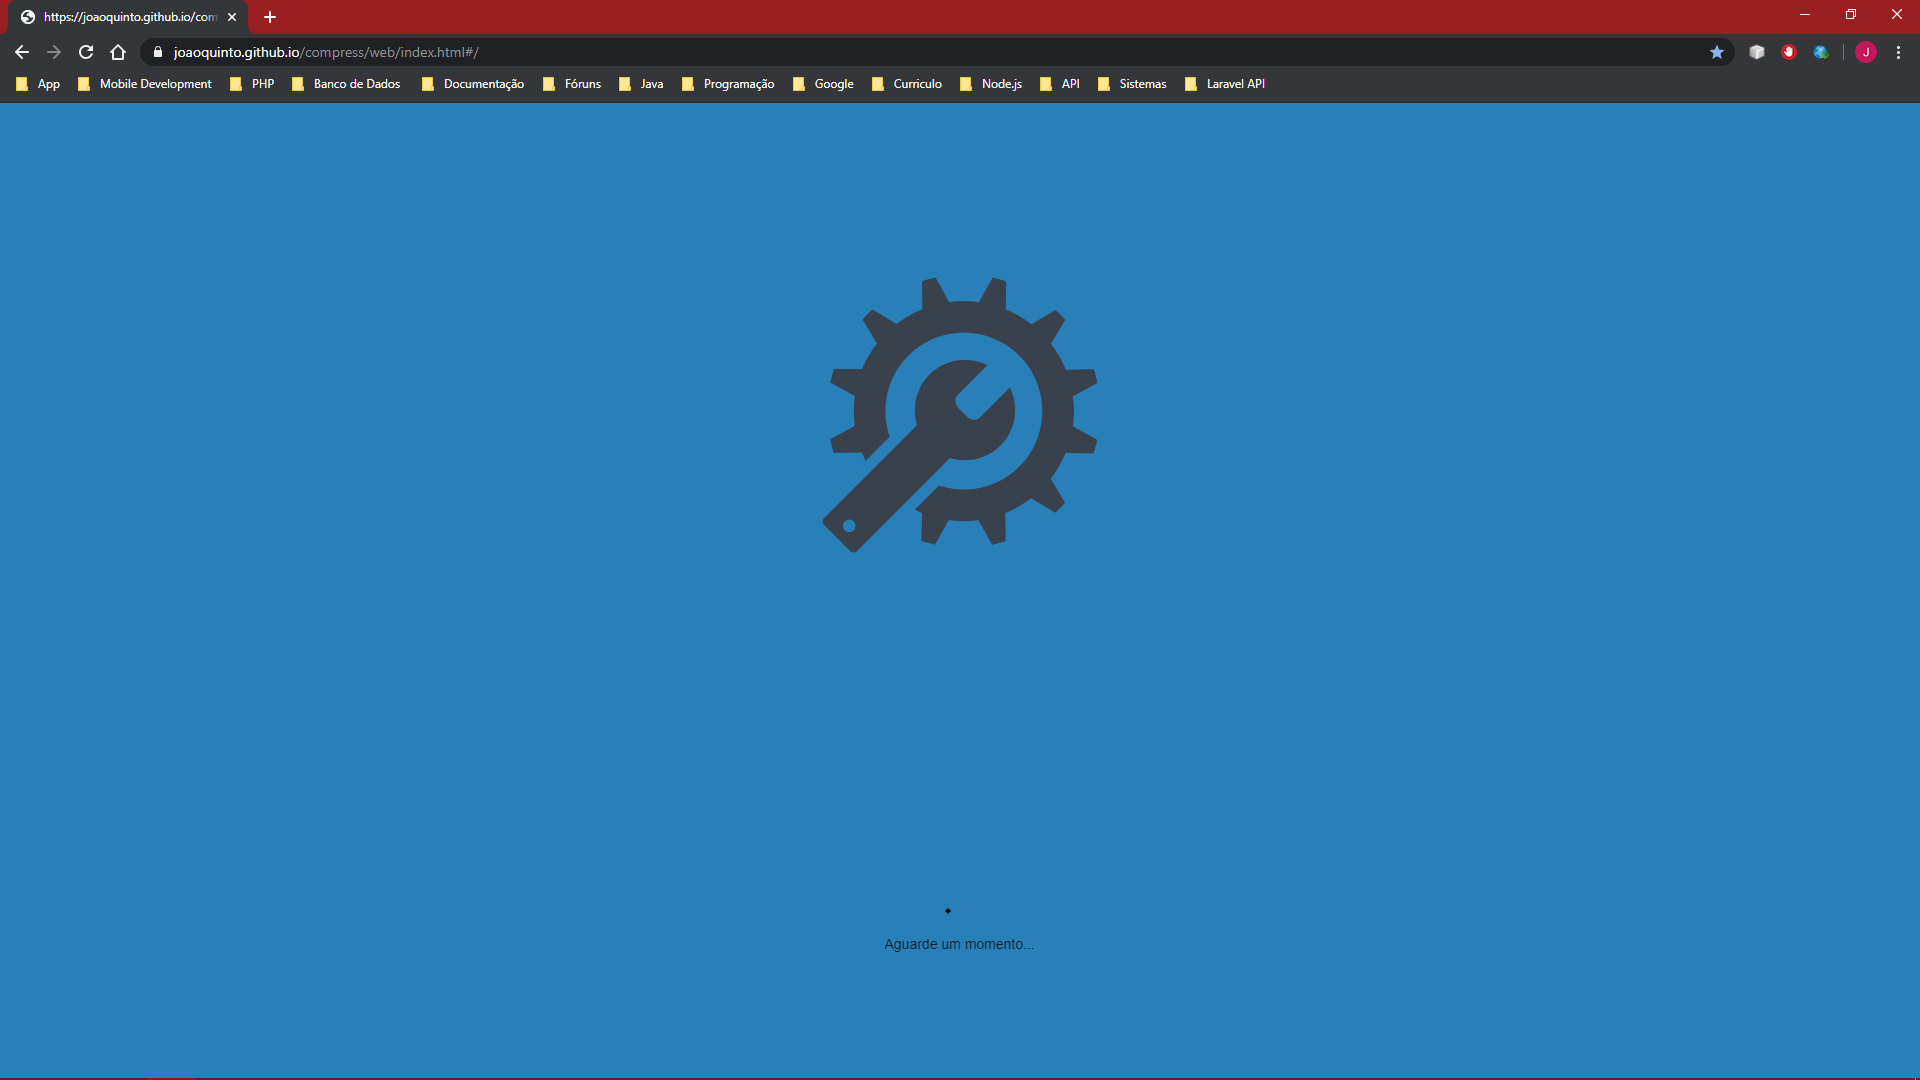 https://joaoquinto.github.io/com
joaoquinto.github.io/compress/web/index.html#/
J
App
Mobile Development
PHP
Banco de Dados
Documentação
Fóruns
Java
Programação
Google
Curriculo
Node.js
API
Sistemas
Laravel API
Aguarde um momento...